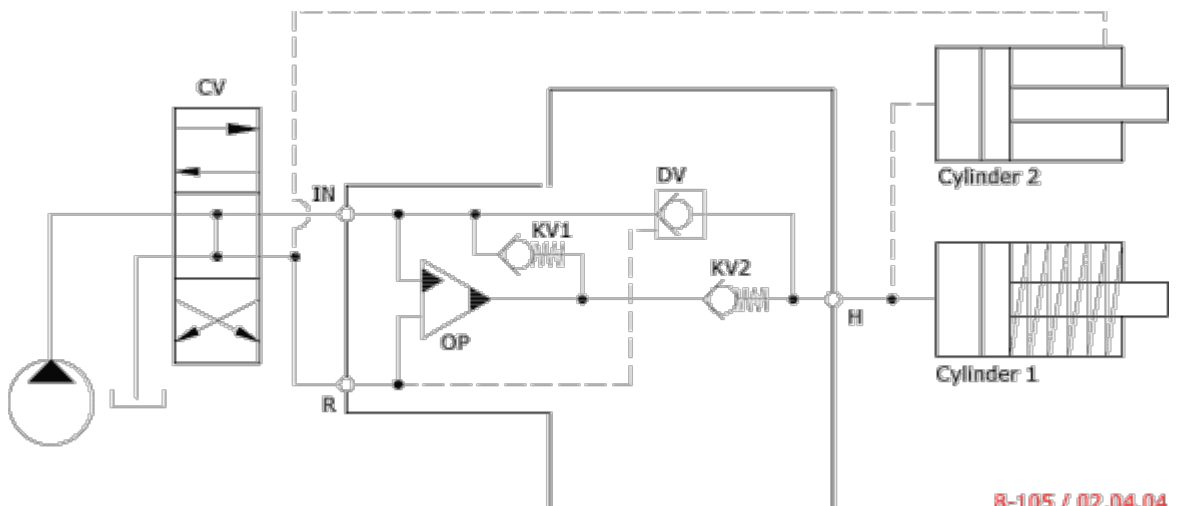 CV
IN
DV
Cylinder 2
KV1
KV2
H
OP
Cylinder 1
R
8-105 / 02.04.04